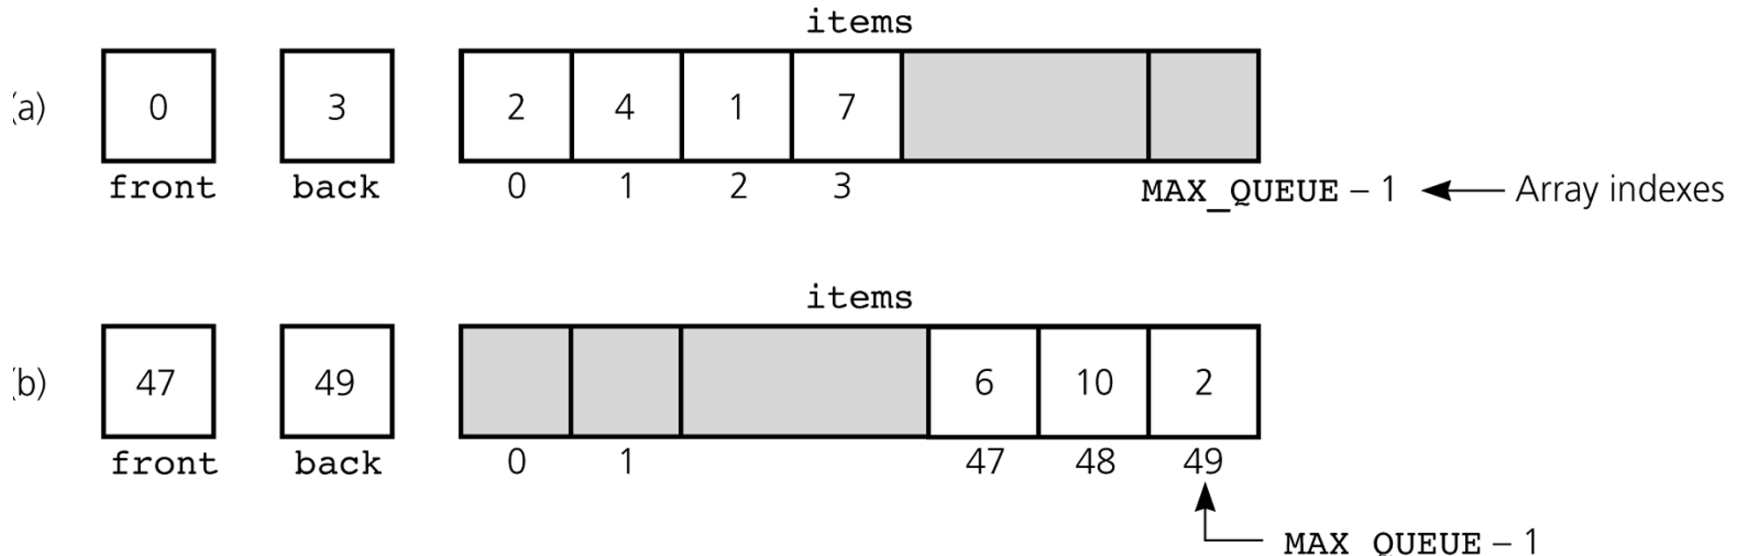 items
(a) 0 3 2 4 1 7
front back 0 1 2 3 MAX_QUEUE – 1 Array indexes
items
(b) 47 49 6 10 2
front back 0 1 47 48 49
MAX_QUEUE – 1